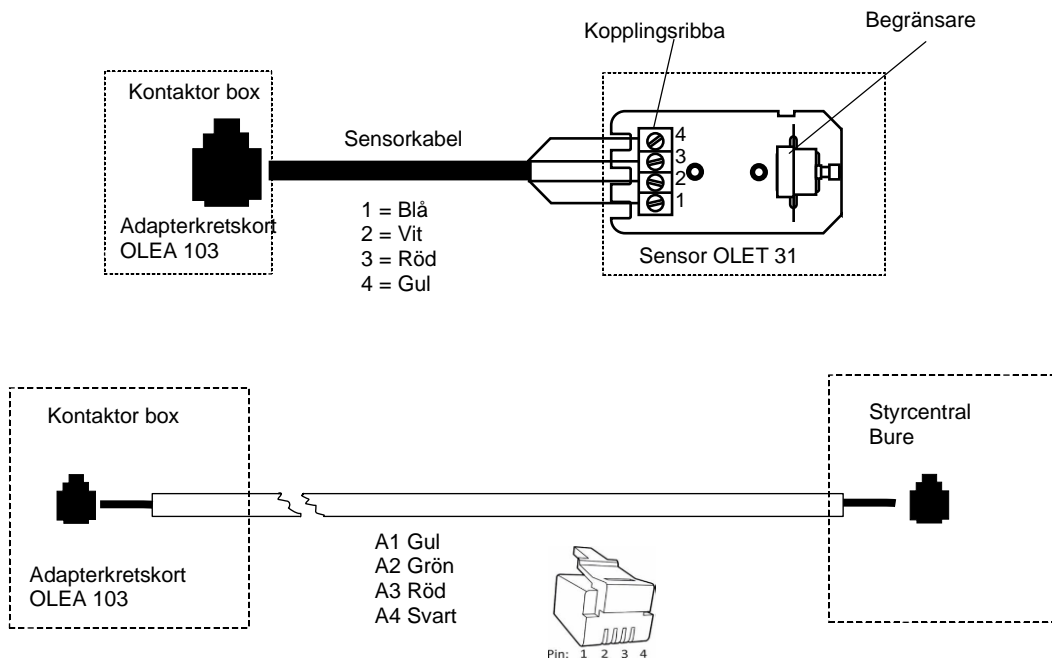 Begränsare
Kopplingsribba
Kontaktor box
Sensorkabel
4
3
2
1
Adapterkretskort
OLEA 103
1 = Blå
2 = Vit
3 = Röd
4 = Gul
Sensor OLET 31
Kontaktor box
Styrcentral
Bure
Adapterkretskort
OLEA 103
A1 Gul
A2 Grön
A3 Röd
A4 Svart
Pin: 1 2 3 4